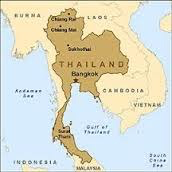 BURMA
LAOS
Chiang Rai
Chiang Mai
Sukhothai
THAILAND
Bangkok
Andaman
Sea
CAMBODIA
VIETNAM
South China
Sea
Gulf of
Thailand
Surat
Thani
INDONESIA
MALAYSIA